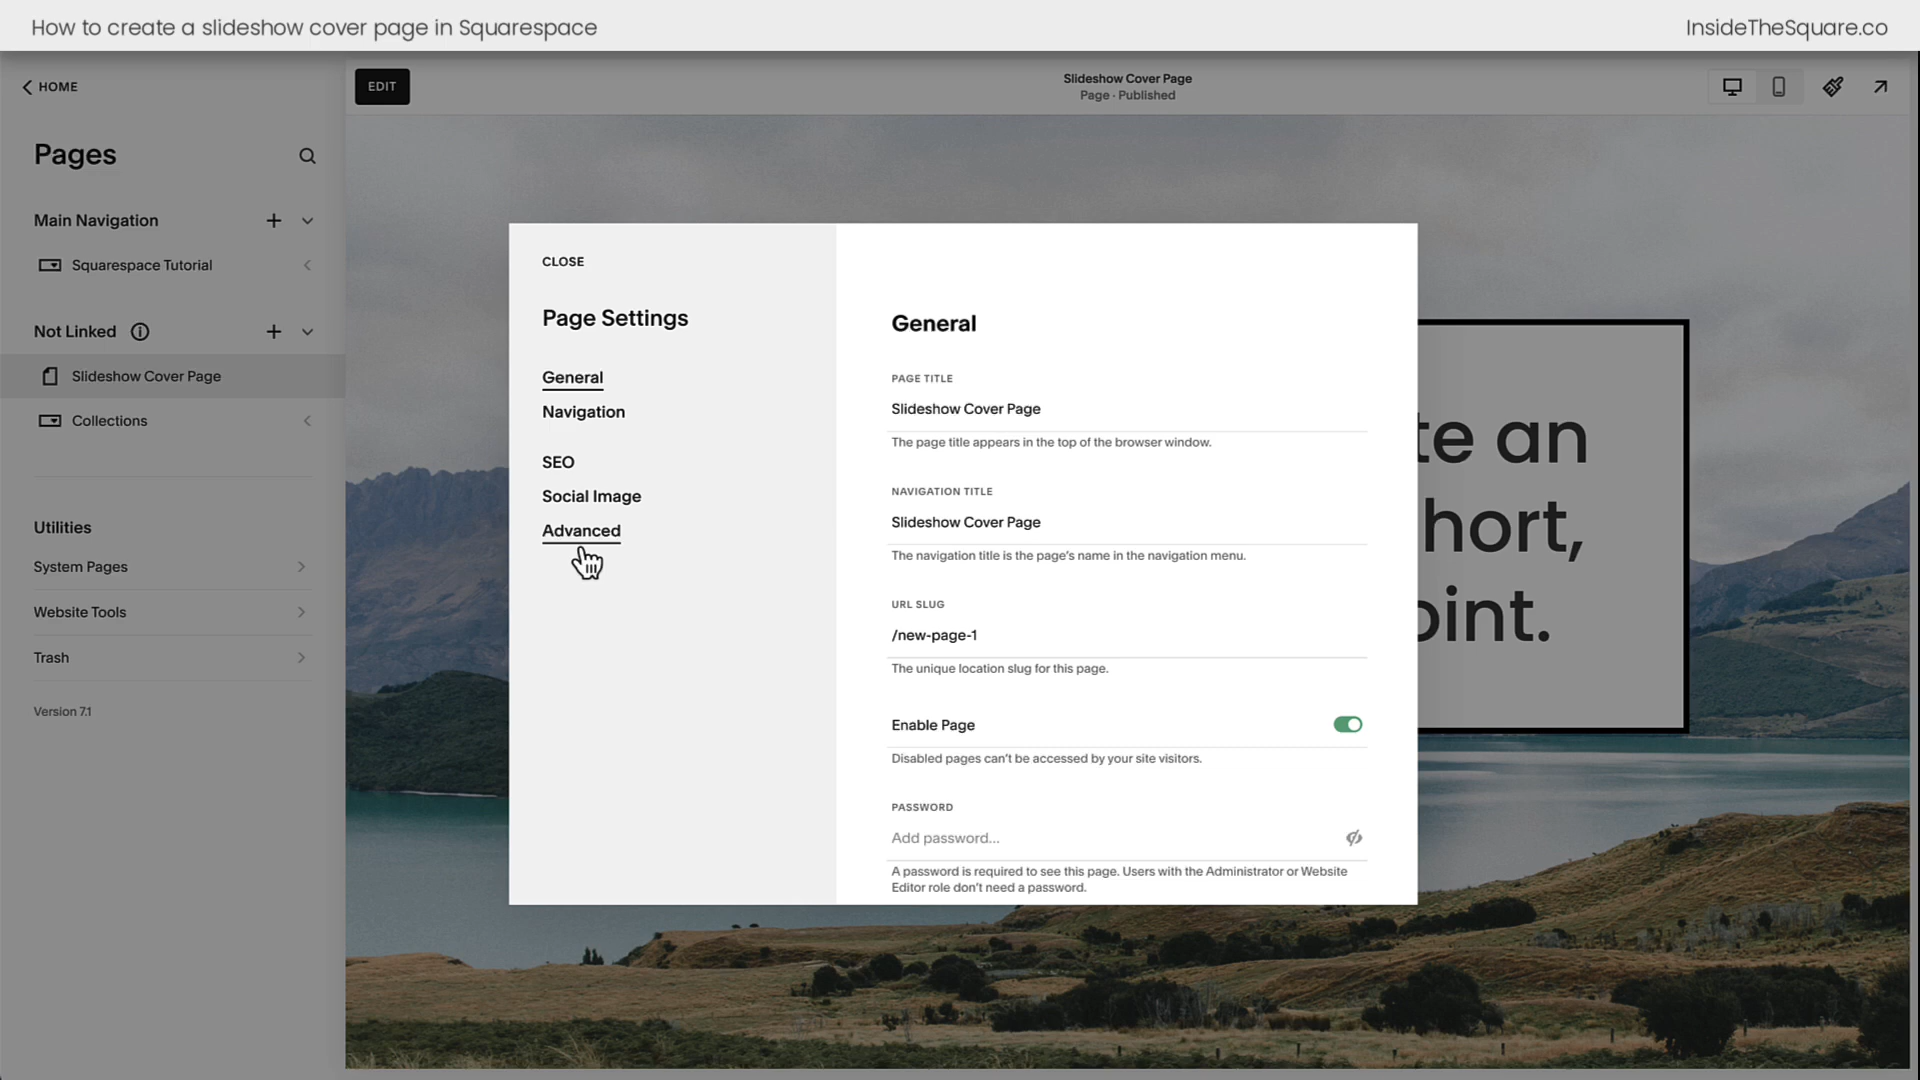 How to create a slideshow cover page in Squarespace
InsideTheSquare.co
HOME
EDIT
Slideshow Cover Page
Page · Published
Pages
Main Navigation
Squarespace Tutorial
Not Linked
Slideshow Cover Page
Collections
Utilities
System Pages
Website Tools
Trash
Version 7.1
CLOSE
Page Settings
General
Navigation
SEO
Social Image
Advanced
General
PAGE TITLE
Slideshow Cover Page
The page title appears in the top of the browser window.
NAVIGATION TITLE
Slideshow Cover Page
The navigation title is the page's name in the navigation menu.
URL SLUG
/new-page-1
The unique location slug for this page.
Enable Page
Disabled pages can't be accessed by your site visitors.
PASSWORD
Add password...
A password is required to see this page. Users with the Administrator or Website
Editor role don't need a password.
te an
hort,
oint.